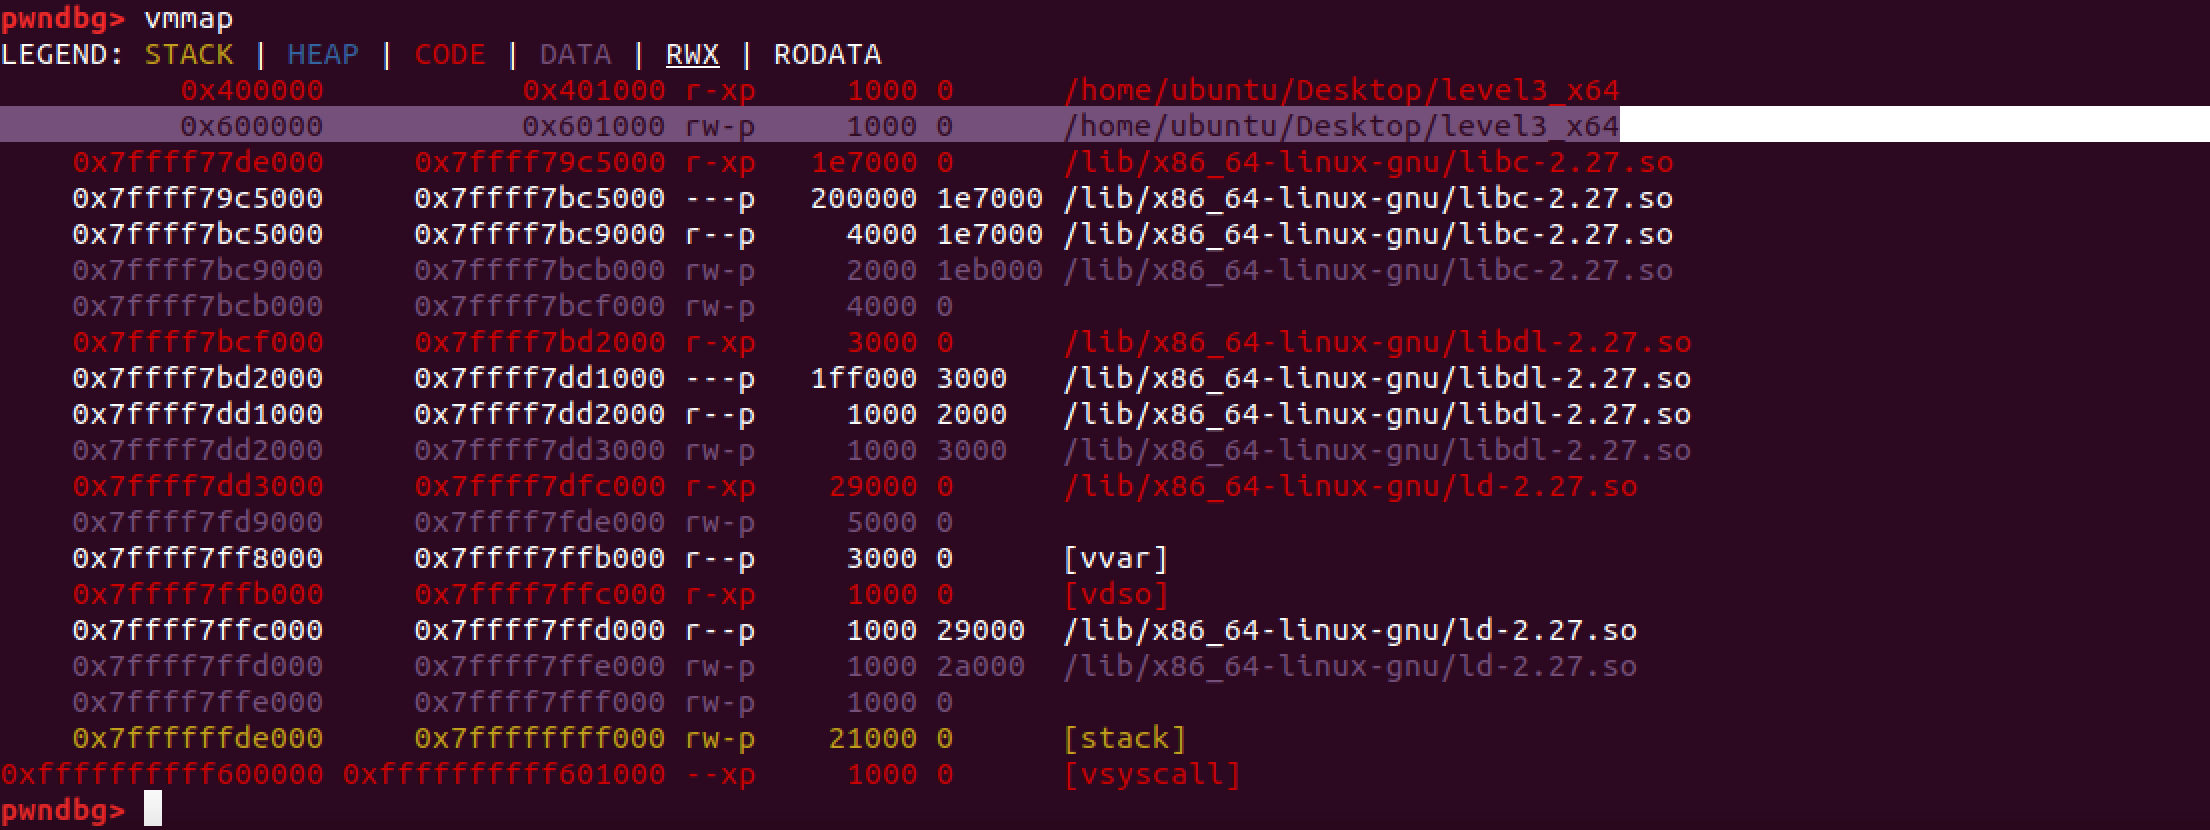 pwndbg> vmmap
LEGEND: STACK | HEAP | CODE | DATA | RWX | RODATA
0x400000 0x401000 r-xp 1000 0 /home/ubuntu/Desktop/level3_x64
0x600000 0x601000 rw-p 1000 0 /home/ubuntu/Desktop/level3_x64
0x7ffff77de000 0x7ffff79c5000 r-xp 1e7000 0 /lib/x86_64-linux-gnu/libc-2.27.so
0x7ffff79c5000 0x7ffff7bc5000 ---p 200000 1e7000 /lib/x86_64-linux-gnu/libc-2.27.so
0x7ffff7bc5000 0x7ffff7bc9000 r--p 4000 1e7000 /lib/x86_64-linux-gnu/libc-2.27.so
0x7ffff7bc9000 0x7ffff7bcb000 rw-p 2000 1eb000 /lib/x86_64-linux-gnu/libc-2.27.so
0x7ffff7bcb000 0x7ffff7bcf000 rw-p 4000 0
0x7ffff7bcf000 0x7ffff7bd2000 r-xp 3000 0 /lib/x86_64-linux-gnu/libdl-2.27.so
0x7ffff7bd2000 0x7ffff7dd1000 ---p 1ff000 3000 /lib/x86_64-linux-gnu/libdl-2.27.so
0x7ffff7dd1000 0x7ffff7dd2000 r--p 1000 2000 /lib/x86_64-linux-gnu/libdl-2.27.so
0x7ffff7dd2000 0x7ffff7dd3000 rw-p 1000 3000 /lib/x86_64-linux-gnu/libdl-2.27.so
0x7ffff7dd3000 0x7ffff7dfc000 r-xp 29000 0 /lib/x86_64-linux-gnu/ld-2.27.so
0x7ffff7fd9000 0x7ffff7fde000 rw-p 5000 0
0x7ffff7ff8000 0x7ffff7ffb000 r--p 3000 0 [vvar]
0x7ffff7ffb000 0x7ffff7ffc000 r-xp 1000 0 [vdso]
0x7ffff7ffc000 0x7ffff7ffd000 r--p 1000 29000 /lib/x86_64-linux-gnu/ld-2.27.so
0x7ffff7ffd000 0x7ffff7ffe000 rw-p 1000 2a000 /lib/x86_64-linux-gnu/ld-2.27.so
0x7ffff7ffe000 0x7ffff7fff000 rw-p 1000 0
0x7ffffffde000 0x7ffffffff000 rw-p 21000 0 [stack]
0xffffffffff600000 0xffffffffff601000 --xp 1000 0 [vsyscall]
pwndbg>